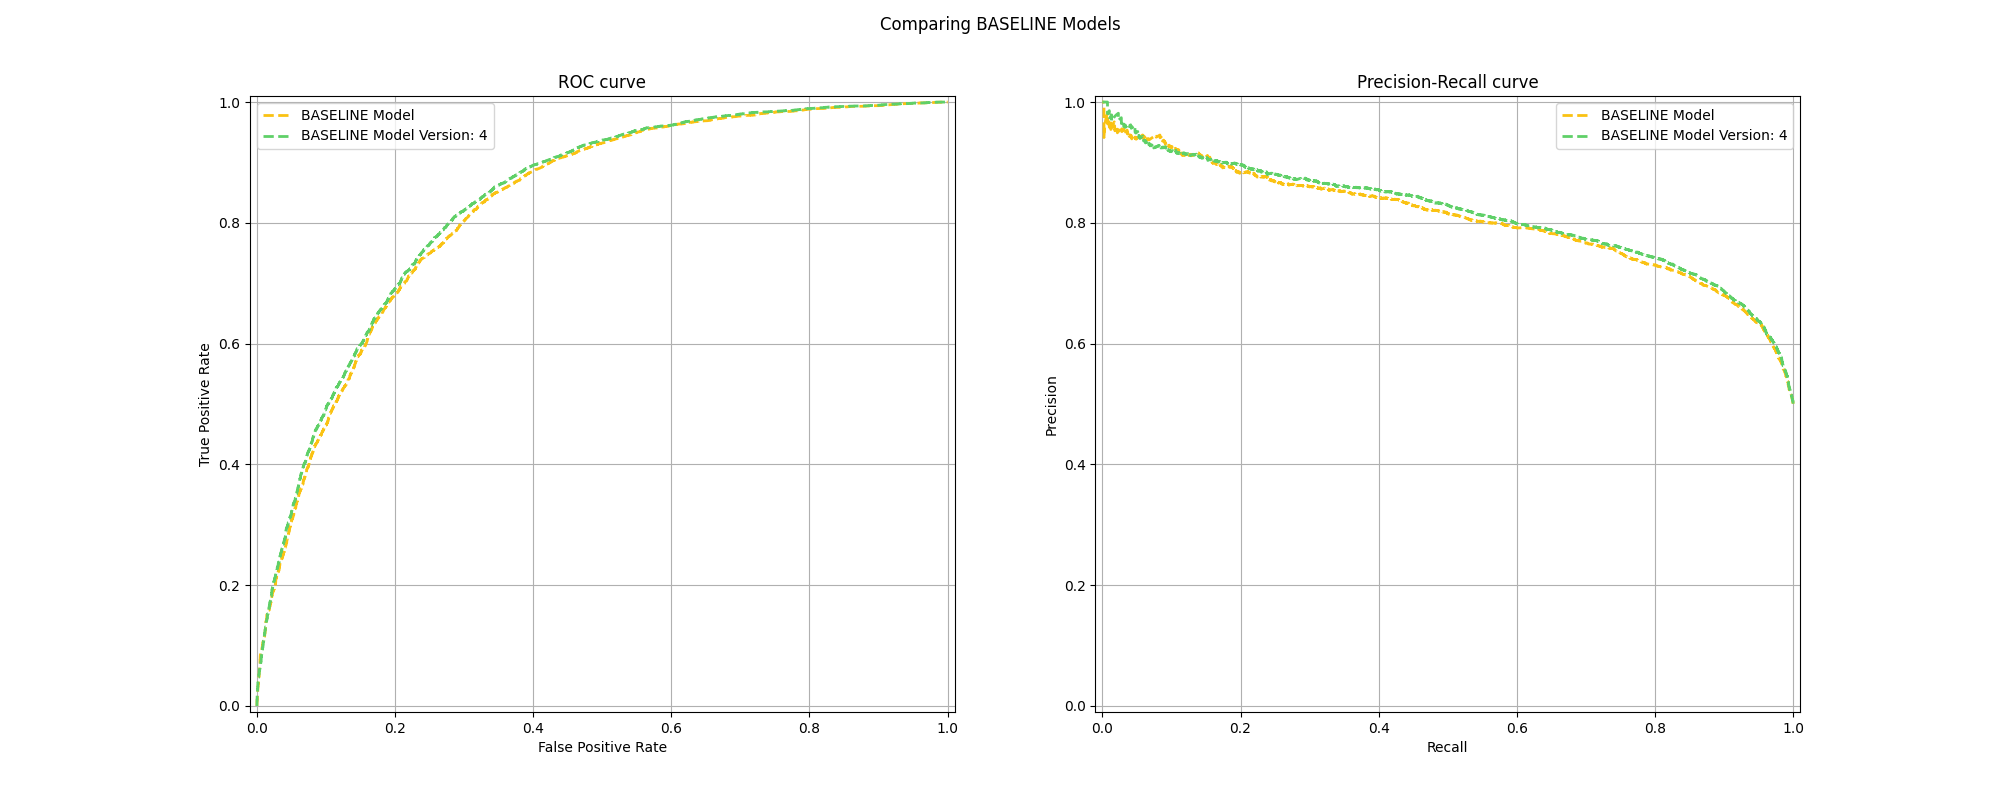 Comparing BASELINE Models
ROC curve
BASELINE Model
BASELINE Model Version: 4
True Positive Rate
1.0
0.8
0.6
0.4
0.2
0.0
0.0 0.2 0.4 0.6 0.8 1.0
False Positive Rate
Precision-Recall curve
BASELINE Model
BASELINE Model Version: 4
Precision
1.0
0.8
0.6
0.4
0.2
0.0
0.0 0.2 0.4 0.6 0.8 1.0
Recall